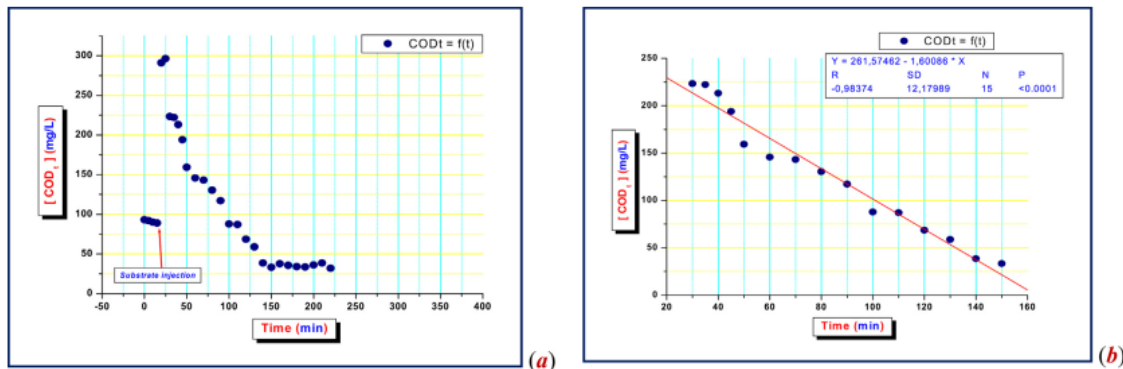 CODt = f(t)
300
250
200
150
100
50
0
[ COD t ] (mg/L)
Substrate injection
-50 0 50 100 150 200 250 300 350 400
Time (min)
(a)
CODt = f(t)
Y = 261,57462 - 1,60086 * X
R SD N P
-0,98374 12,17989 15 <0.0001
250
200
150
100
50
0
[ COD t ] (mg/L)
20 40 60 80 100 120 140 160
Time (min)
(b)